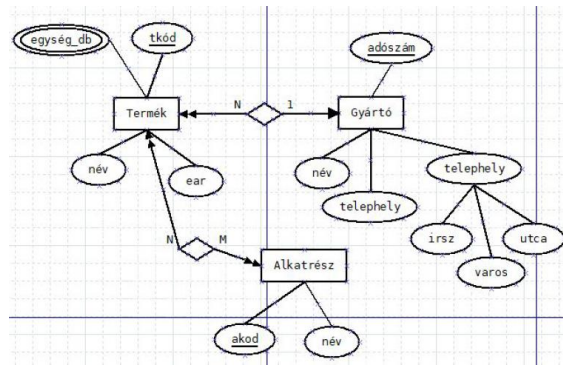 egység_db
tkód
adószám
Termék
N
1
Gyártó
név
ear
név
telephely
telephely
irsz
varos
utca
N
M
Alkatrész
akod
név